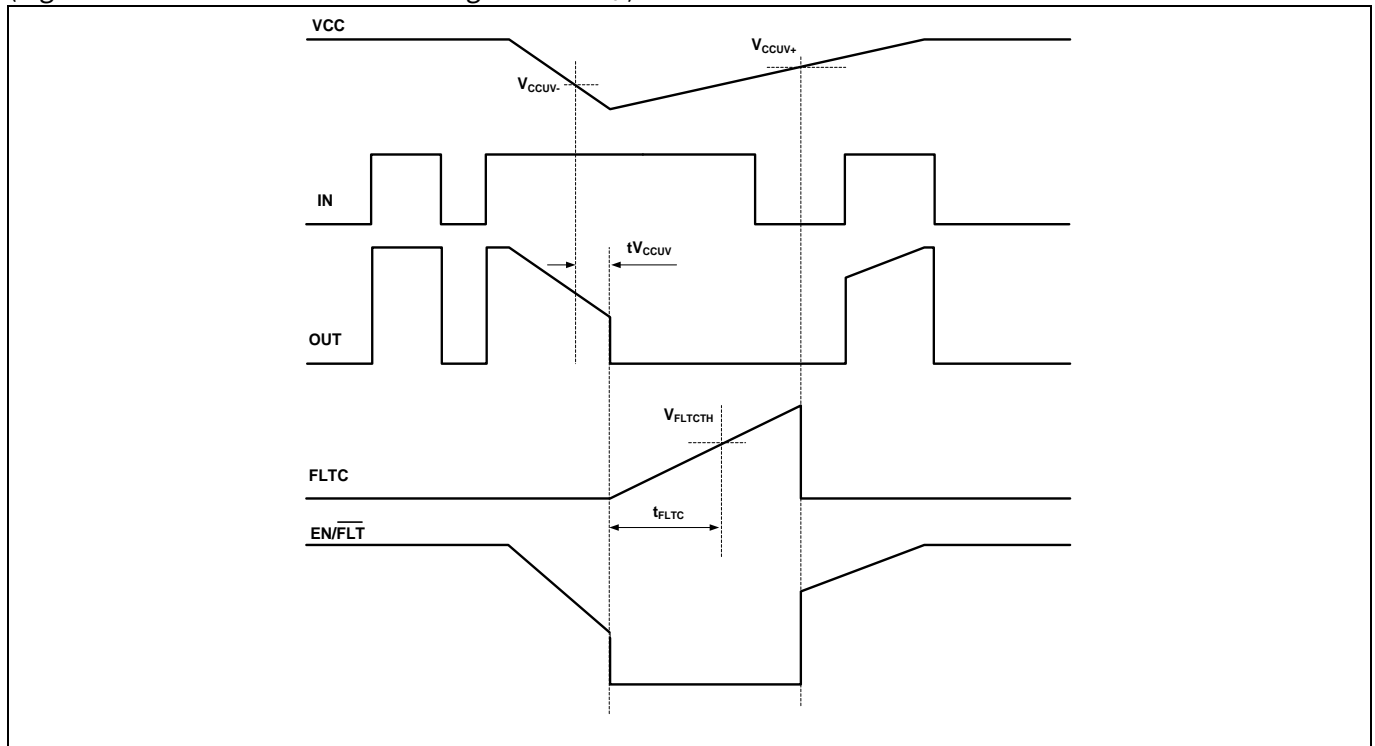 VCC
VCCUV+
VCCUV-
IN
tVCCUV
OUT
VFLTCTH
FLTC
tFLTC
EN/FLT